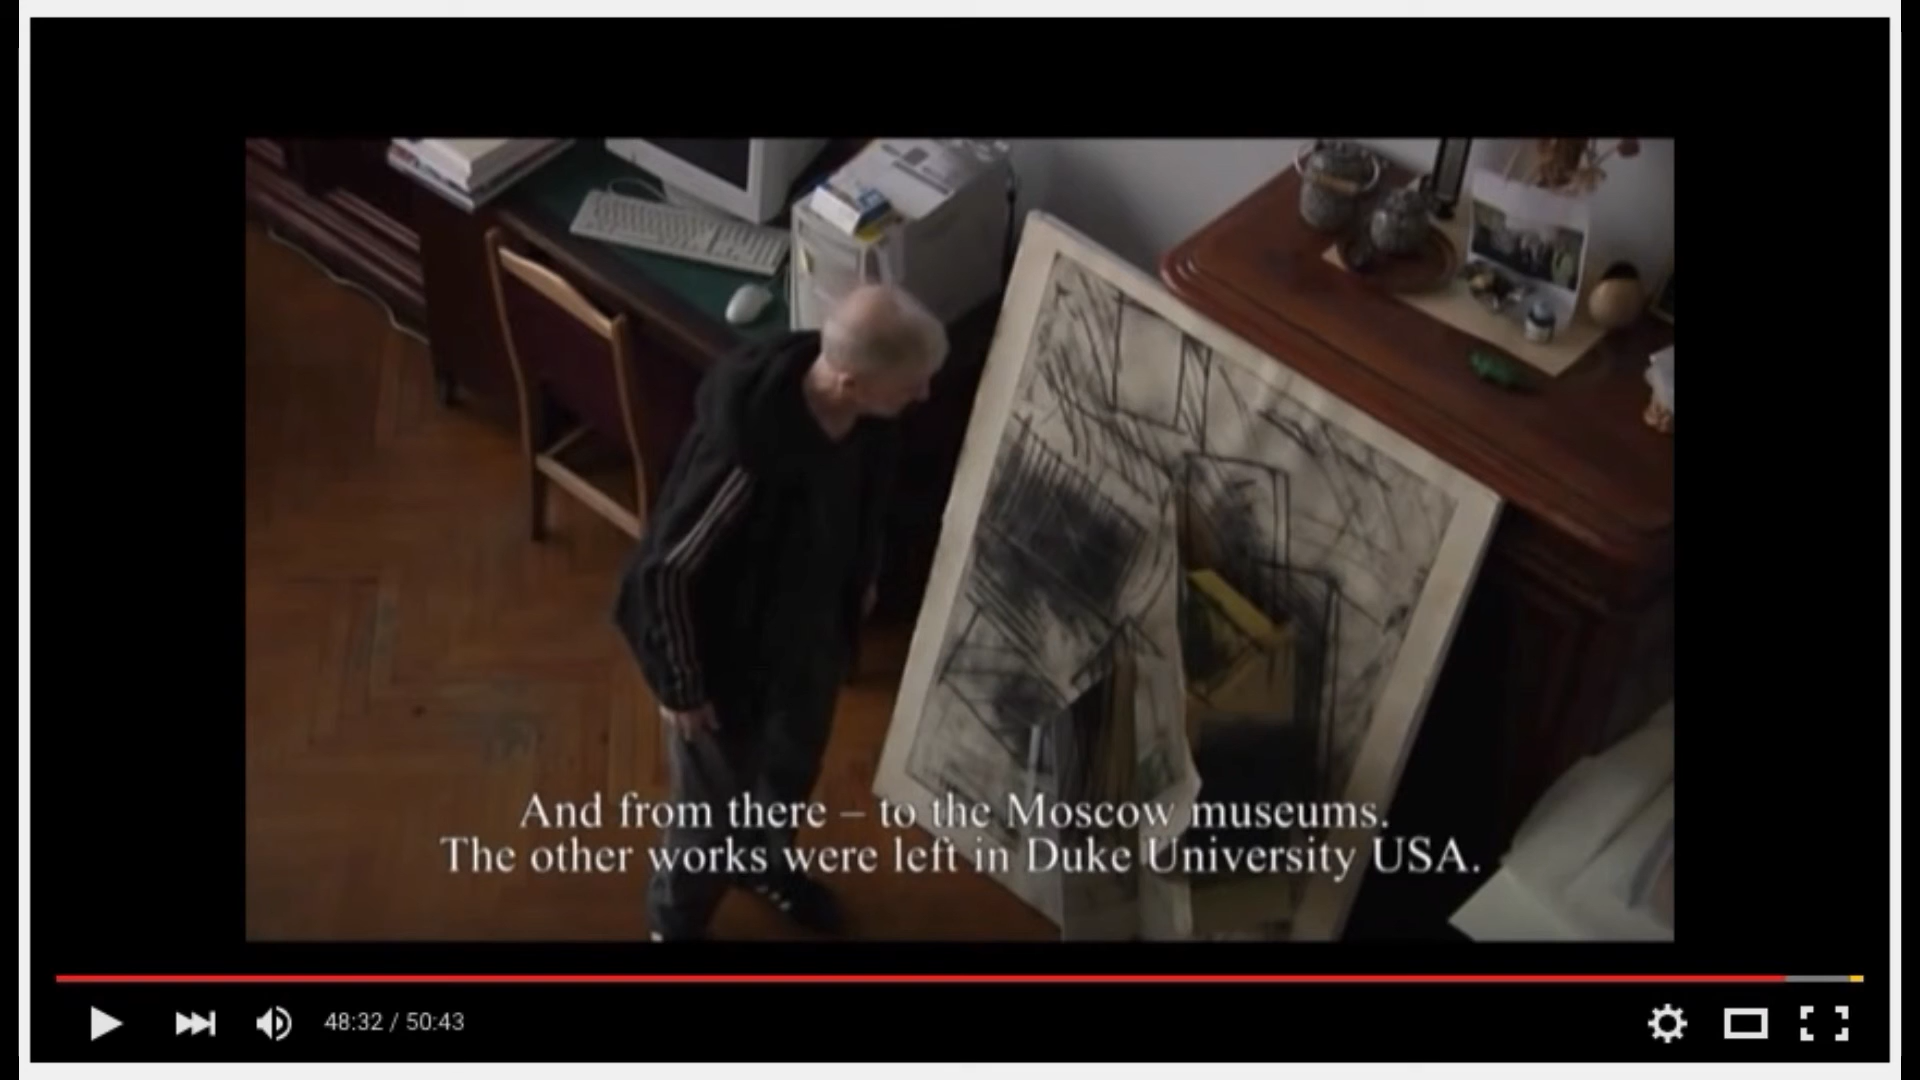 And from there – to the Moscow museums.
The other works were left in Duke University USA.
48:32 / 50:43